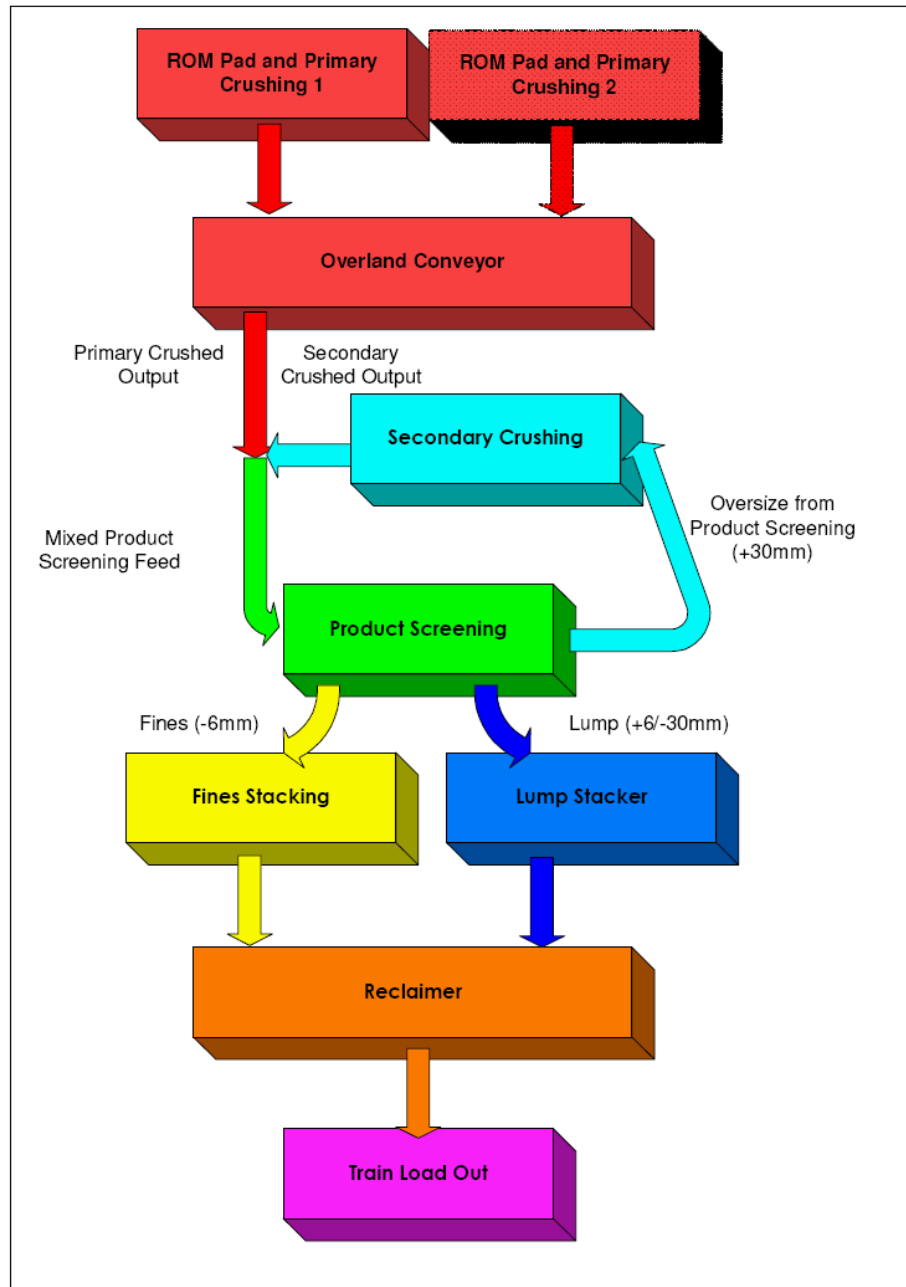 ROM Pad and Primary
Crushing 1
ROM Pad and Primary
Crushing 2
Overland Conveyor
Primary Crushed
Output
Secondary
Crushed Output
Secondary Crushing
Oversize from
Product Screening
(+30mm)
Mixed Product
Screening Feed
Product Screening
Fines (-6mm)
Lump (+6/-30mm)
Fines Stacking
Lump Stacker
Reclaimer
Train Load Out